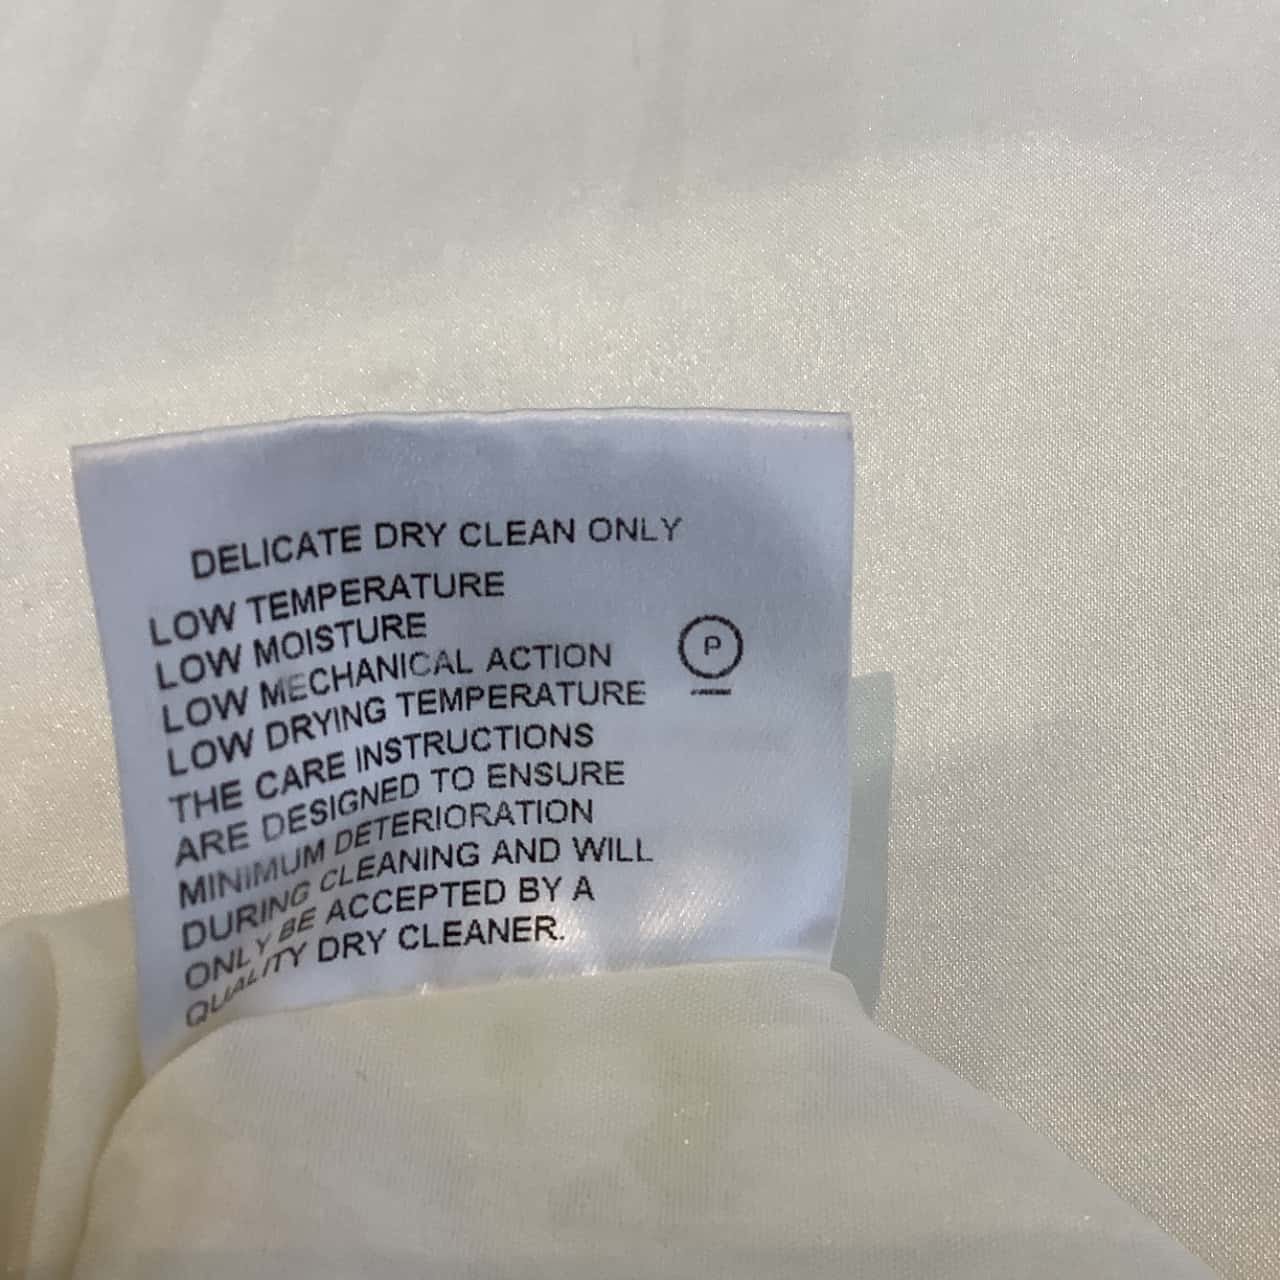 DELICATE DRY CLEAN ONLY
LOW TEMPERATURE
LOW MOISTURE
LOW MECHANICAL ACTION
LOW DRYING TEMPERATURE
P
THE CARE INSTRUCTIONS
ARE DESIGNED TO ENSURE
MINIMUM DETERIORATION
DURING CLEANING AND WILL
ONLY BE ACCEPTED BY A
QUALITY DRY CLEANER.